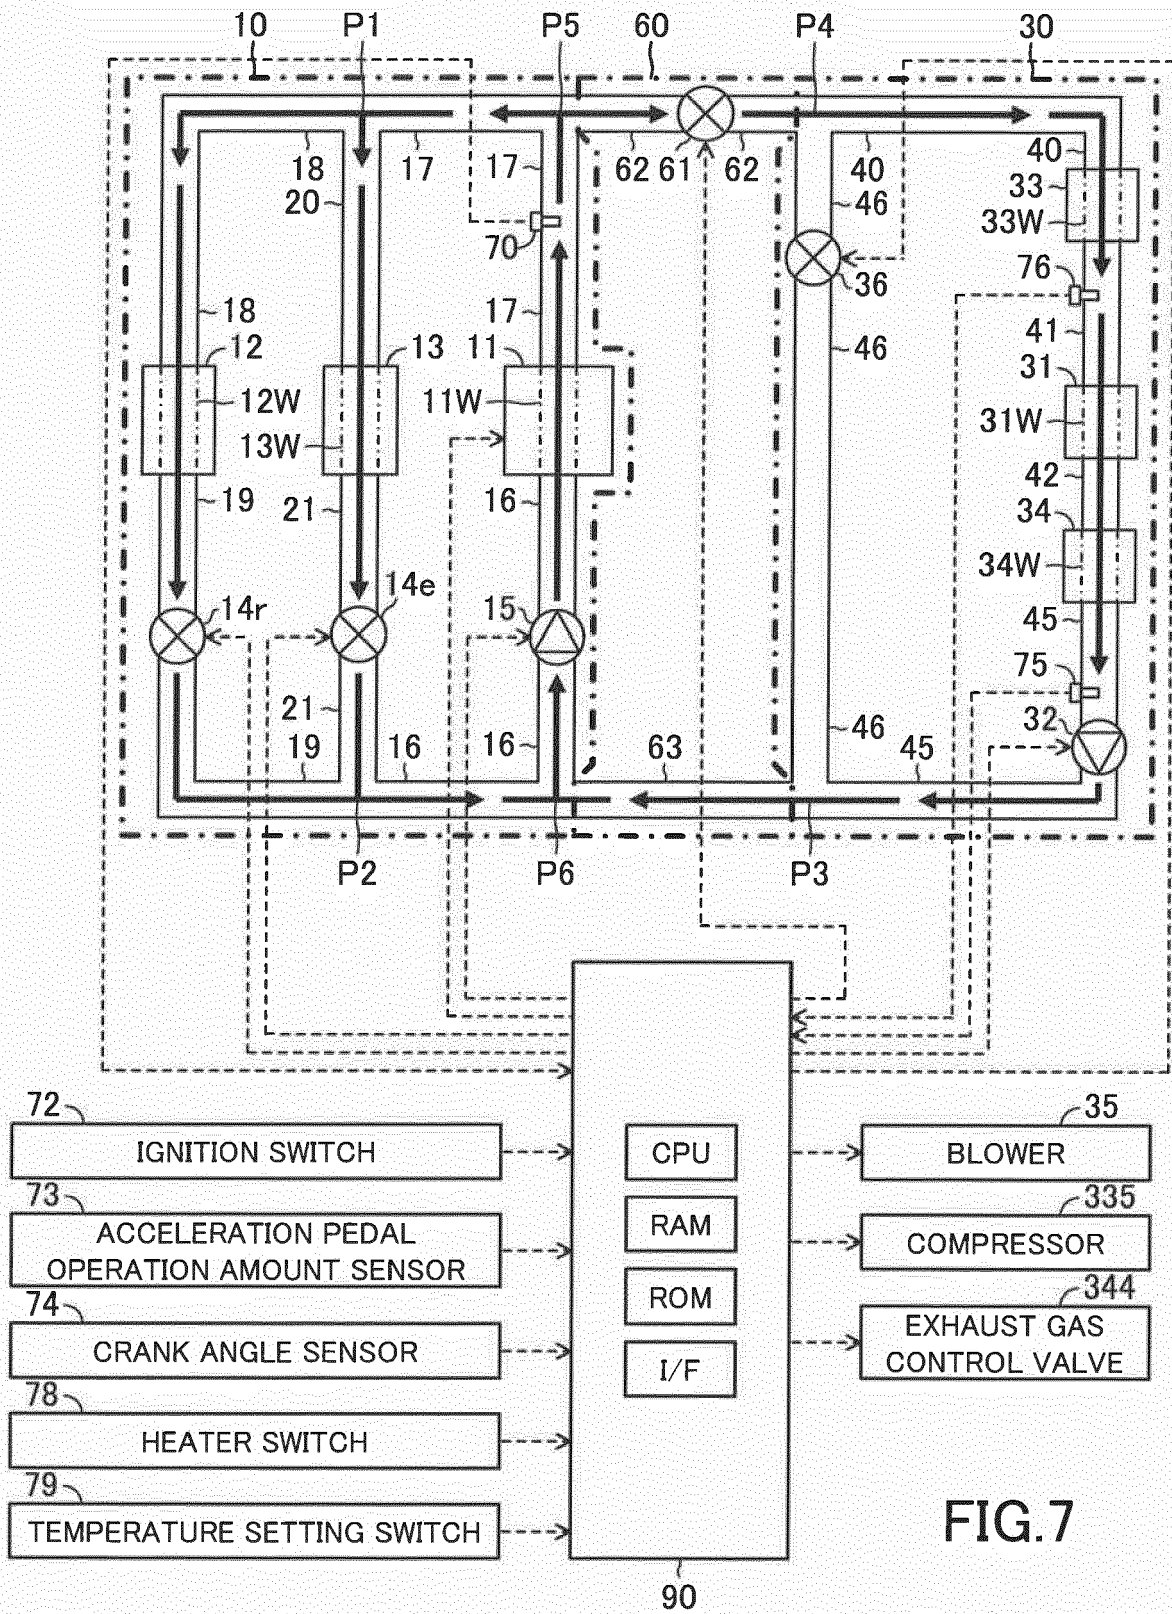 10 P1 P5 60 P4 30
18 17 17 62 61 62 40 40
20 46 33
33W
70 36 76
18 17 41
12 13 11 46 31
12W 11W 31W
13W
19 21 16 42
34
34W
14r 14e 15 45
75
21 16 46 32
19 16 63 45
P2 P6 P3
72 35
IGNITION SWITCH CPU BLOWER
73 335
ACCELERATION PEDAL RAM COMPRESSOR
OPERATION AMOUNT SENSOR
74 ROM 344
CRANK ANGLE SENSOR EXHAUST GAS
I/F CONTROL VALVE
78
HEATER SWITCH
79
TEMPERATURE SETTING SWITCH
FIG.7
90